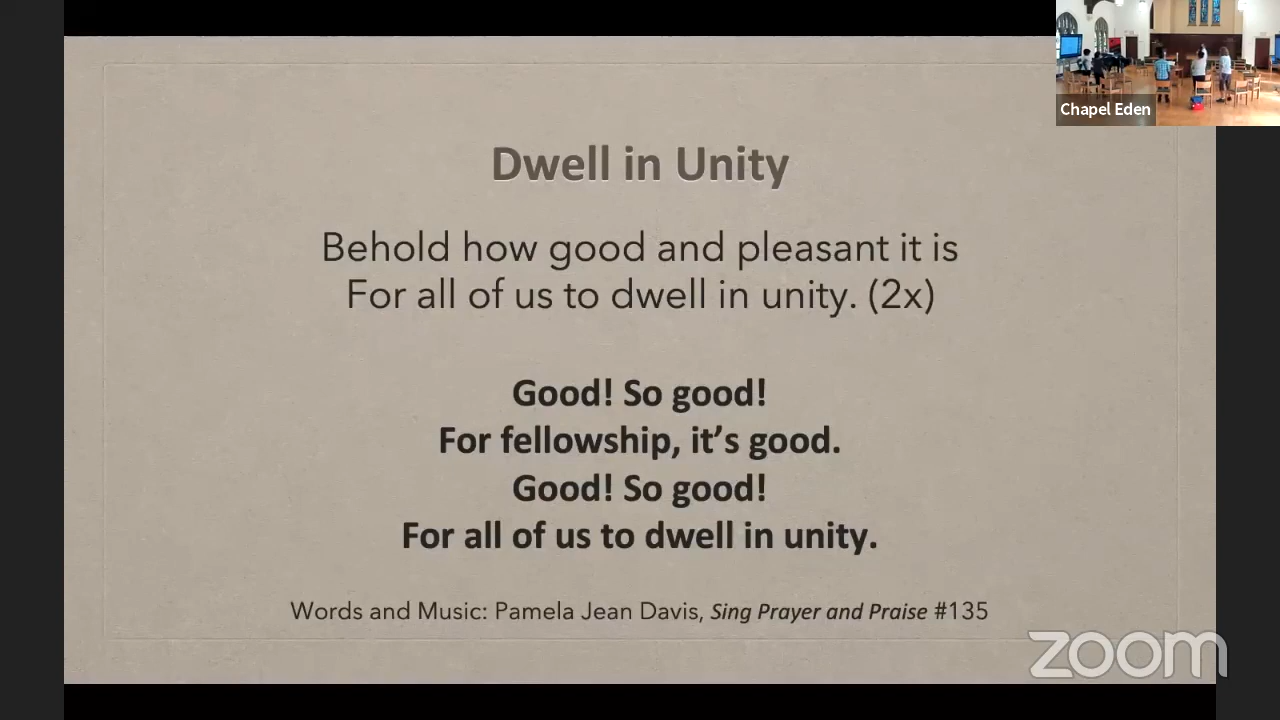 Chapel Eden
Dwell in Unity
Behold how good and pleasant it is
For all of us to dwell in unity. (2x)
Good! So good!
For fellowship, it’s good.
Good! So good!
For all of us to dwell in unity.
Words and Music: Pamela Jean Davis, Sing Prayer and Praise #135
zoom